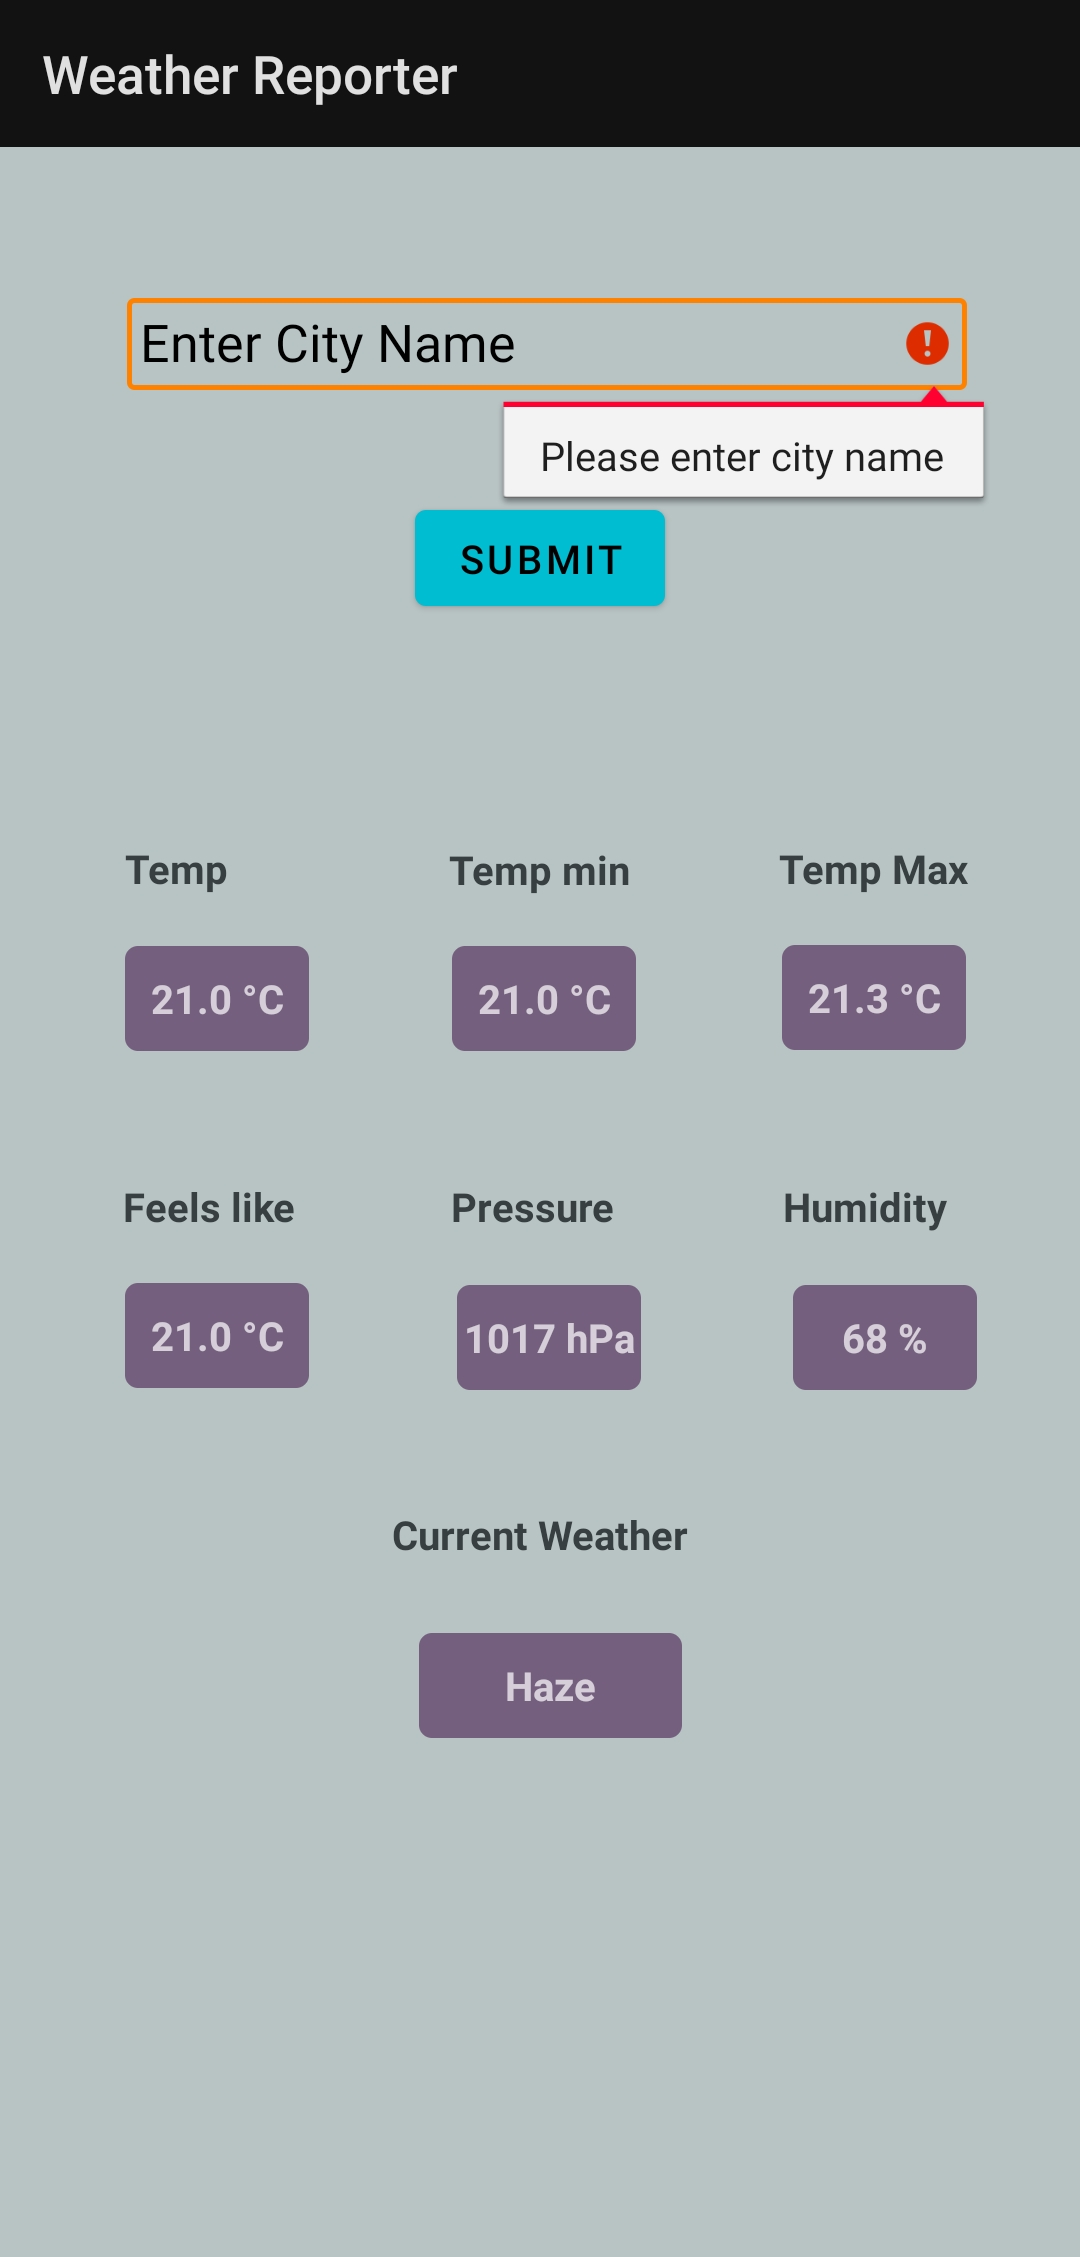 Weather Reporter
Enter City Name
Please enter city name
SUBMIT
Temp Temp min Temp Max
21.0 °C 21.0 °C 21.3 °C
Feels like Pressure Humidity
21.0 °C 1017 hPa 68 %
Current Weather
Haze